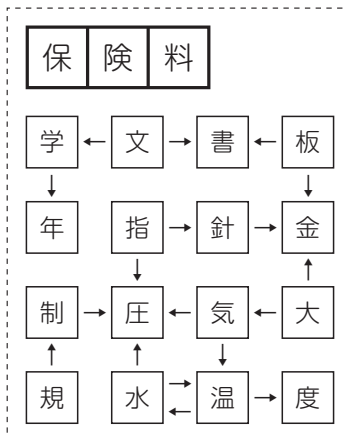 保険料
学 ← 文 → 書 ← 板
↓ ↓
年 指 → 針 → 金
↓ ↑
制 → 圧 ← 気 ← 大
↑ ↑ ↓
規 水 ⇄ 温 → 度